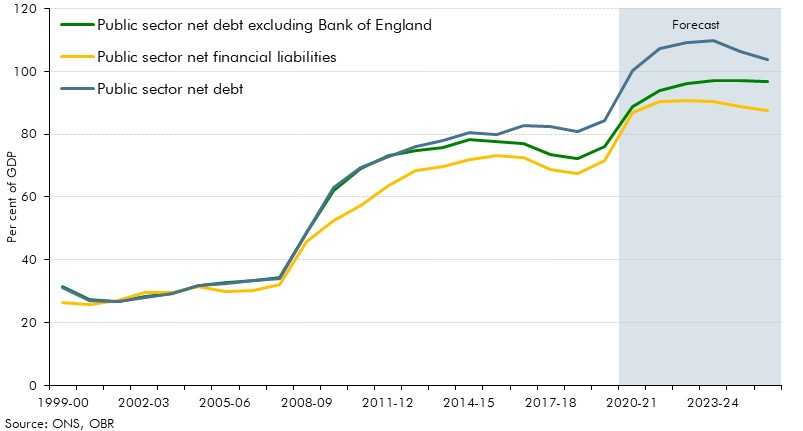 120
100
80
60
40
20
0
Per cent of GDP
Public sector net debt excluding Bank of England
Public sector net financial liabilities
Public sector net debt
Forecast
1999-00 2002-03 2005-06 2008-09 2011-12 2014-15 2017-18 2020-21 2023-24
Source: ONS, OBR